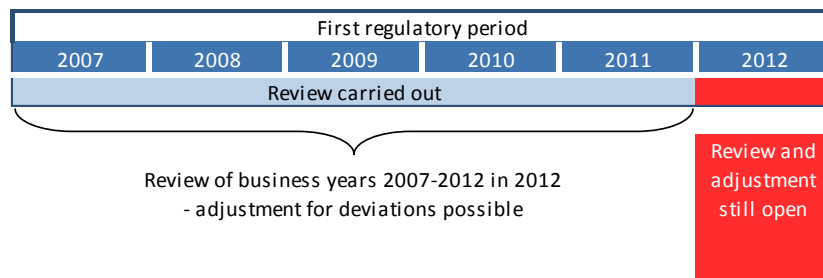 First regulatory period
2007 2008 2009 2010 2011 2012
Review carried out
Review of business years 2007-2012 in 2012
- adjustment for deviations possible
Review and
adjustment
still open